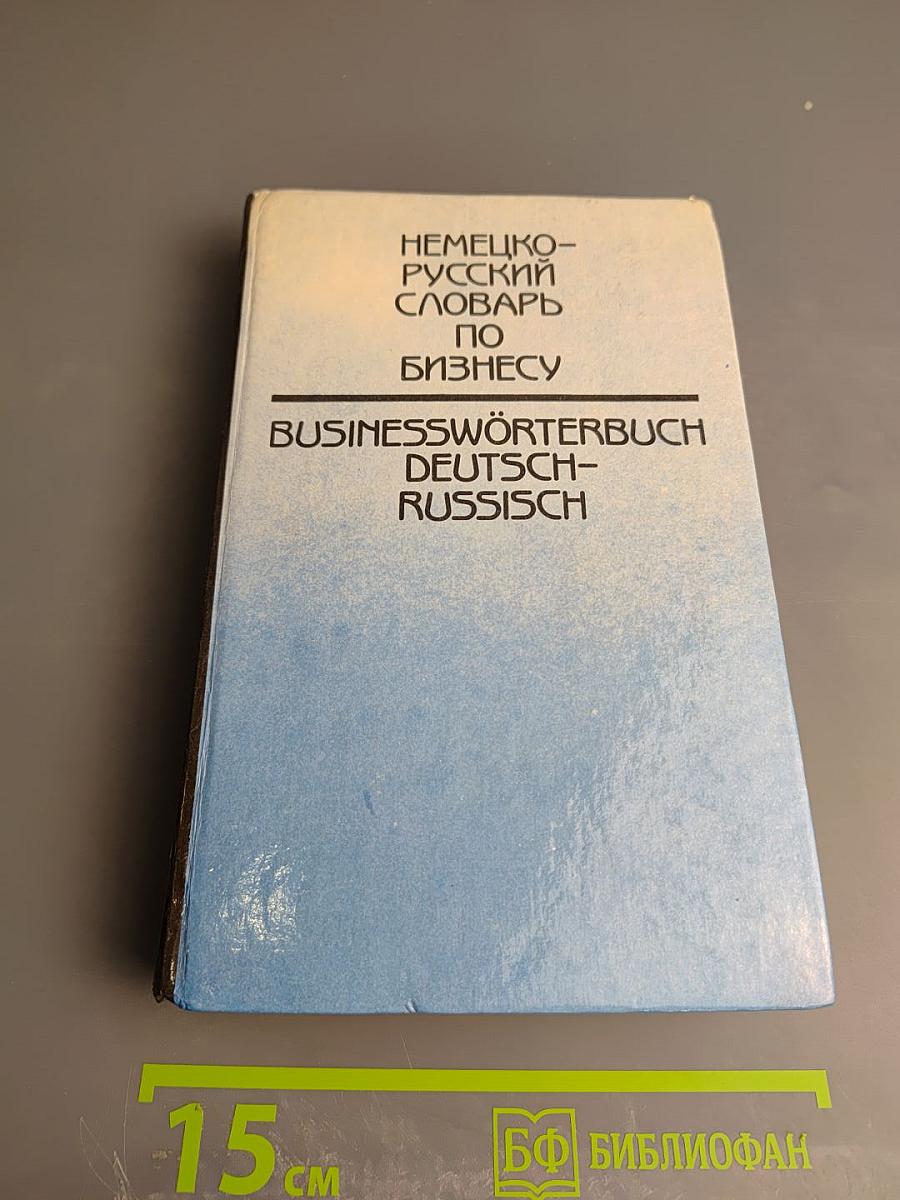 НЕМЕЦКО-
РУССКИЙ
СЛОВАРЬ
ПО
БИЗНЕСУ
BUSINESSWÖRTERBUCH
DEUTSCH-
RUSSISCH
15 см
БФ БИБЛИОФАН